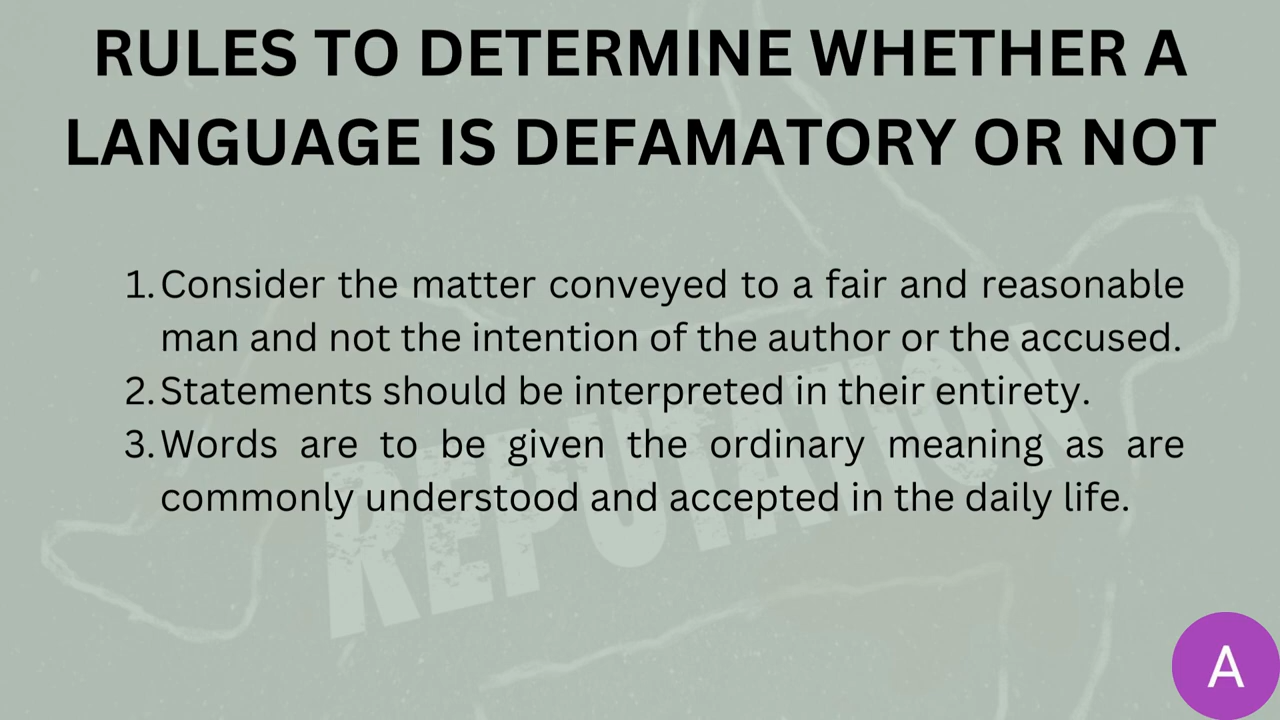 RULES TO DETERMINE WHETHER A
LANGUAGE IS DEFAMATORY OR NOT
1. Consider the matter conveyed to a fair and reasonable
man and not the intention of the author or the accused.
2. Statements should be interpreted in their entirety.
3. Words are to be given the ordinary meaning as are
commonly understood and accepted in the daily life.
REPUTATION
A